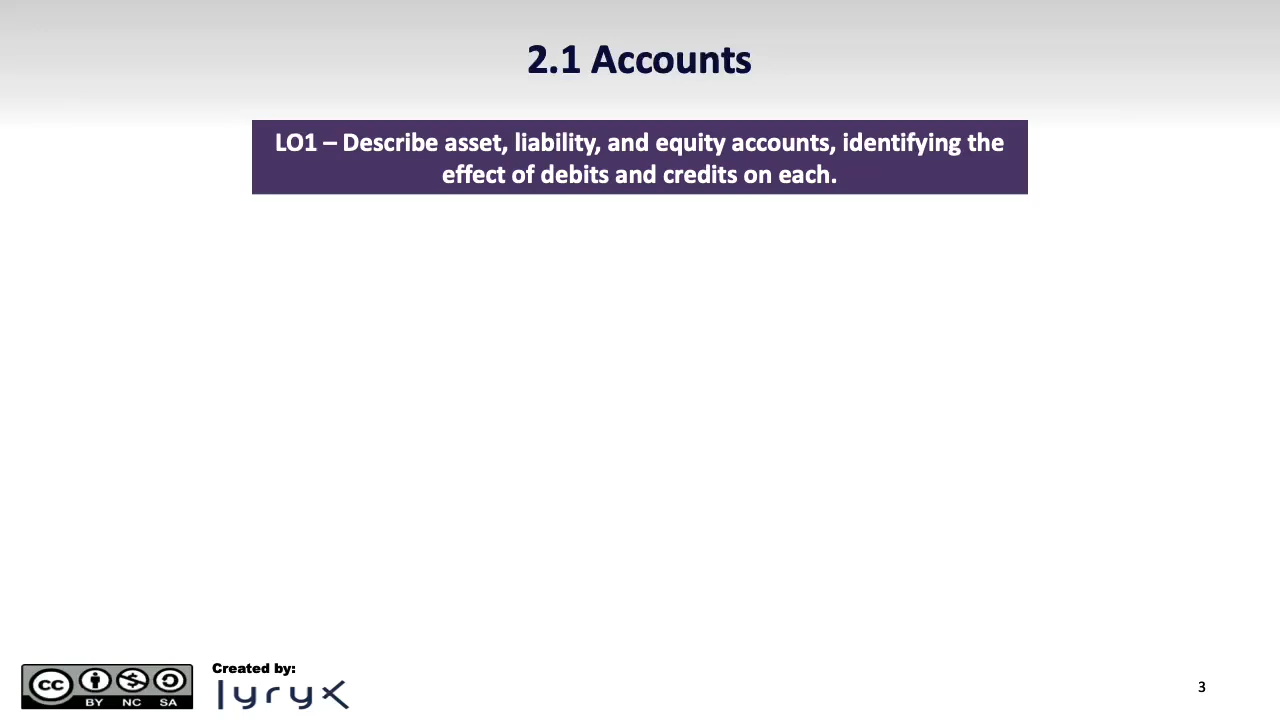 2.1 Accounts
LO1 – Describe asset, liability, and equity accounts, identifying the
effect of debits and credits on each.
cc
BY NC SA
Created by:
lyryx
3